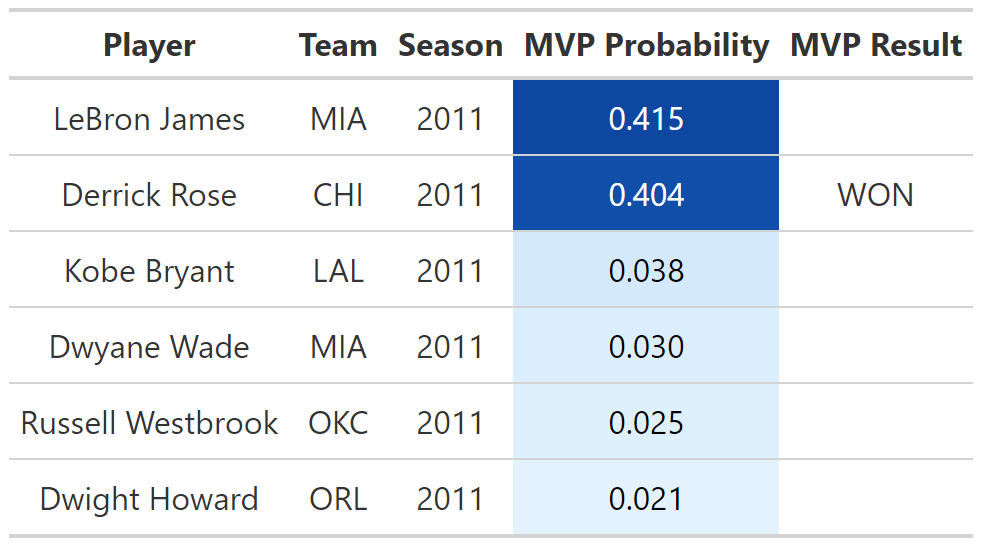 Player Team Season MVP Probability MVP Result
LeBron James MIA 2011 0.415
Derrick Rose CHI 2011 0.404 WON
Kobe Bryant LAL 2011 0.038
Dwyane Wade MIA 2011 0.030
Russell Westbrook OKC 2011 0.025
Dwight Howard ORL 2011 0.021